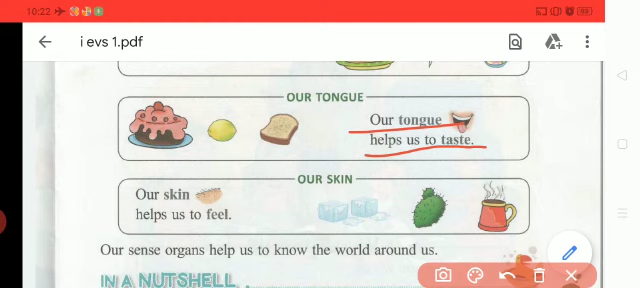 10:22
i evs 1.pdf
OUR TONGUE
Our tongue
helps us to taste.
OUR SKIN
Our skin
helps us to feel.
Our sense organs help us to know the world around us.
IN A NUTSHELL